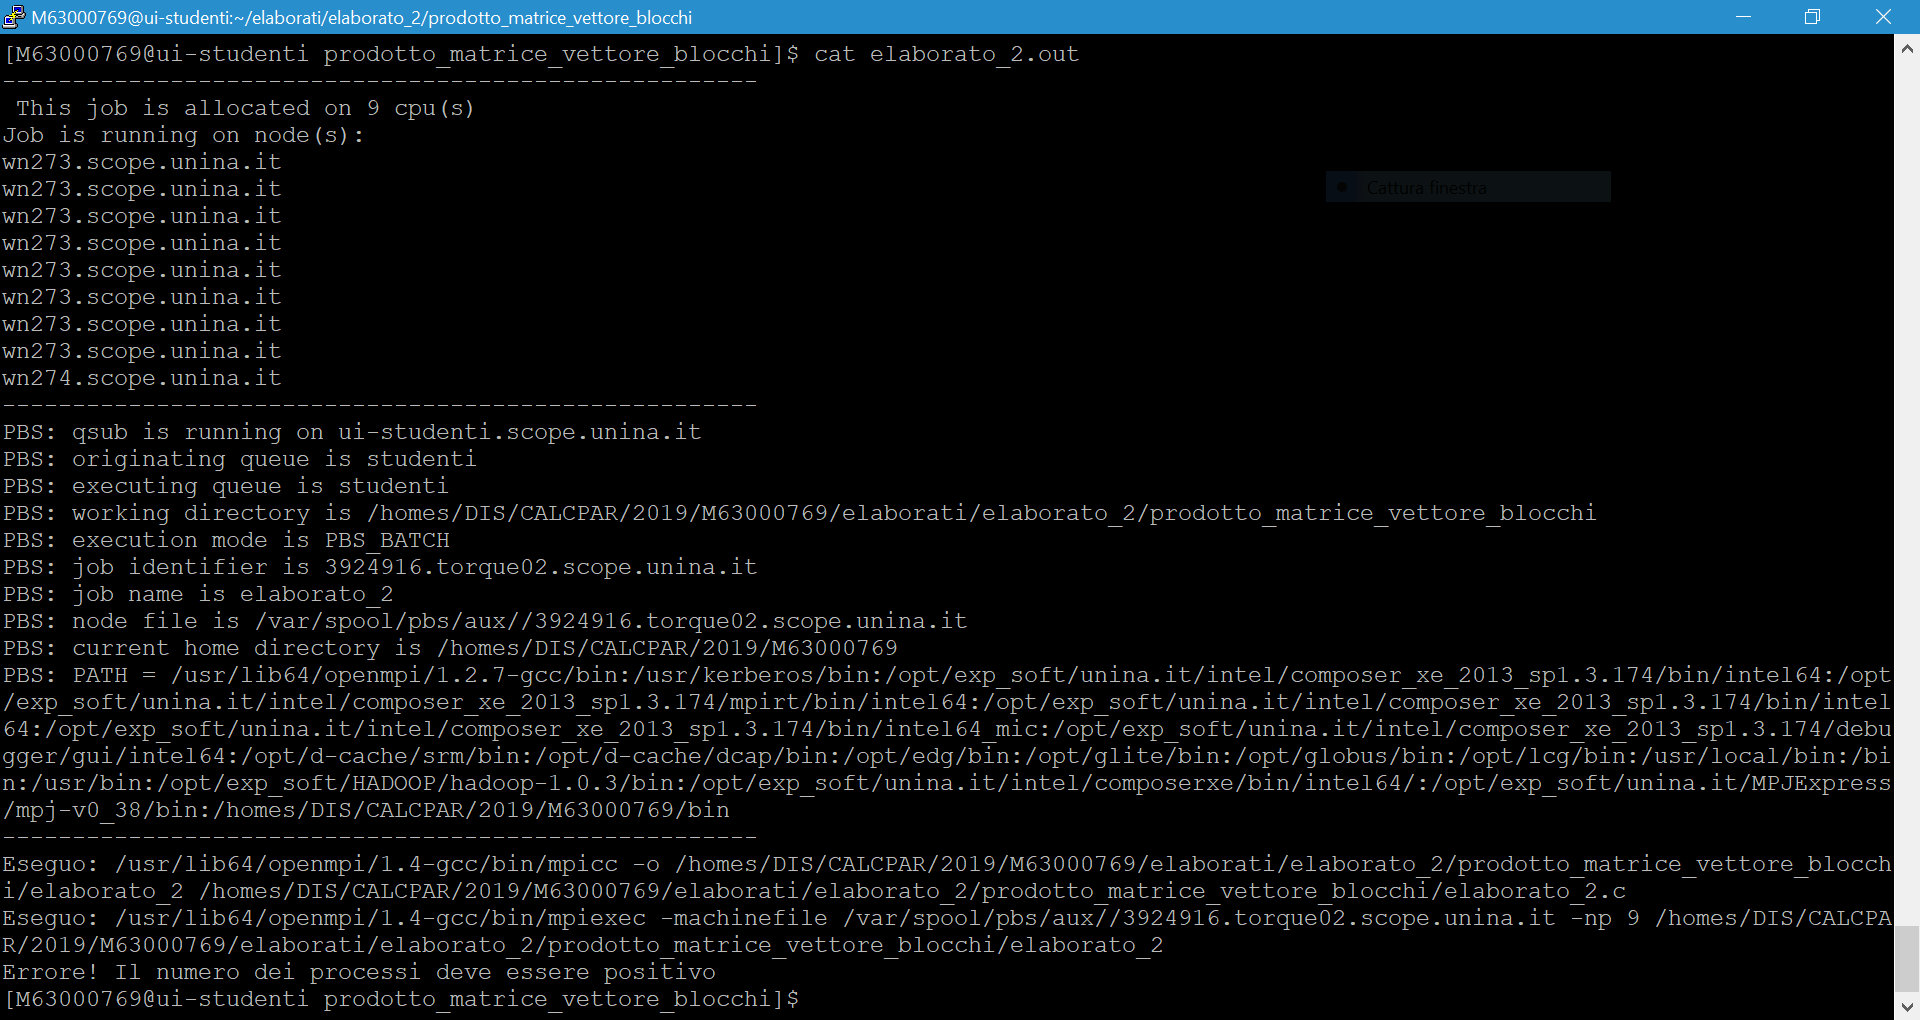 M63000769@ui-studenti:~/elaborati/elaborato_2/prodotto_matrice_vettore_blocchi
[M63000769@ui-studenti prodotto_matrice_vettore_blocchi]$ cat elaborato_2.out
------------------------------------------------------
 This job is allocated on 9 cpu(s)
Job is running on node(s):
wn273.scope.unina.it
wn273.scope.unina.it
Cattura finestra
wn273.scope.unina.it
wn273.scope.unina.it
wn273.scope.unina.it
wn273.scope.unina.it
wn273.scope.unina.it
wn273.scope.unina.it
wn274.scope.unina.it
------------------------------------------------------
PBS: qsub is running on ui-studenti.scope.unina.it
PBS: originating queue is studenti
PBS: executing queue is studenti
PBS: working directory is /homes/DIS/CALCPAR/2019/M63000769/elaborati/elaborato_2/prodotto_matrice_vettore_blocchi
PBS: execution mode is PBS_BATCH
PBS: job identifier is 3924916.torque02.scope.unina.it
PBS: job name is elaborato_2
PBS: node file is /var/spool/pbs/aux//3924916.torque02.scope.unina.it
PBS: current home directory is /homes/DIS/CALCPAR/2019/M63000769
PBS: PATH = /usr/lib64/openmpi/1.2.7-gcc/bin:/usr/kerberos/bin:/opt/exp_soft/unina.it/intel/composer_xe_2013_sp1.3.174/bin/intel64:/opt
/exp_soft/unina.it/intel/composer_xe_2013_sp1.3.174/mpirt/bin/intel64:/opt/exp_soft/unina.it/intel/composer_xe_2013_sp1.3.174/bin/intel
64:/opt/exp_soft/unina.it/intel/composer_xe_2013_sp1.3.174/bin/intel64_mic:/opt/exp_soft/unina.it/intel/composer_xe_2013_sp1.3.174/debu
gger/gui/intel64:/opt/d-cache/srm/bin:/opt/d-cache/dcap/bin:/opt/edg/bin:/opt/glite/bin:/opt/globus/bin:/opt/lcg/bin:/usr/local/bin:/bi
n:/usr/bin:/opt/exp_soft/HADOOP/hadoop-1.0.3/bin:/opt/exp_soft/unina.it/intel/composerxe/bin/intel64/:/opt/exp_soft/unina.it/MPJExpress
/mpj-v0_38/bin:/homes/DIS/CALCPAR/2019/M63000769/bin
------------------------------------------------------
Eseguo: /usr/lib64/openmpi/1.4-gcc/bin/mpicc -o /homes/DIS/CALCPAR/2019/M63000769/elaborati/elaborato_2/prodotto_matrice_vettore_blocch
i/elaborato_2 /homes/DIS/CALCPAR/2019/M63000769/elaborati/elaborato_2/prodotto_matrice_vettore_blocchi/elaborato_2.c
Eseguo: /usr/lib64/openmpi/1.4-gcc/bin/mpiexec -machinefile /var/spool/pbs/aux//3924916.torque02.scope.unina.it -np 9 /homes/DIS/CALCPA
R/2019/M63000769/elaborati/elaborato_2/prodotto_matrice_vettore_blocchi/elaborato_2
Errore! Il numero dei processi deve essere positivo
[M63000769@ui-studenti prodotto_matrice_vettore_blocchi]$